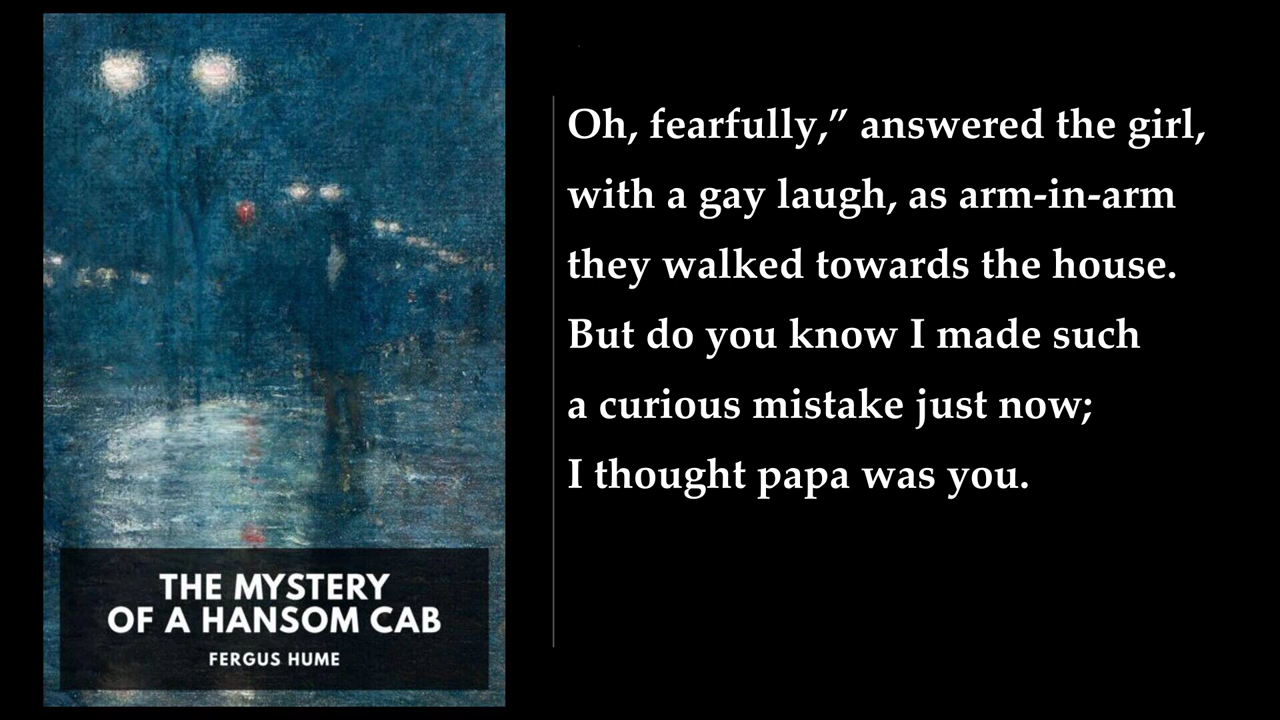 Oh, fearfully,” answered the girl,
with a gay laugh, as arm-in-arm
they walked towards the house.
But do you know I made such
a curious mistake just now;
I thought papa was you.
THE MYSTERY
OF A HANSOM CAB
FERGUS HUME